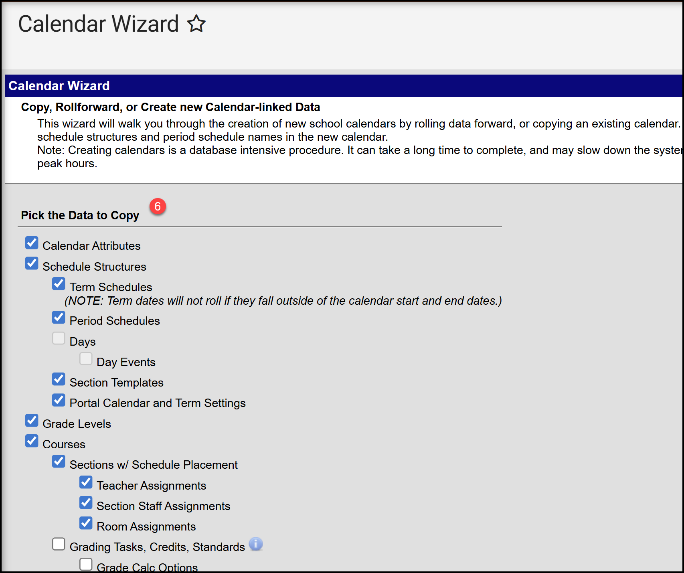 Calendar Wizard
Calendar Wizard
Copy, Rollforward, or Create new Calendar-linked Data
This wizard will walk you through the creation of new school calendars by rolling data forward, or copying an existing calendar.
schedule structures and period schedule names in the new calendar.
Note: Creating calendars is a database intensive procedure. It can take a long time to complete, and may slow down the syste
peak hours.
Pick the Data to Copy 6
Calendar Attributes
Schedule Structures
Term Schedules
(NOTE: Term dates will not roll if they fall outside of the calendar start and end dates.)
Period Schedules
Days
Day Events
Section Templates
Portal Calendar and Term Settings
Grade Levels
Courses
Sections w/ Schedule Placement
Teacher Assignments
Section Staff Assignments
Room Assignments
Grading Tasks, Credits, Standards i
Grade Calc Options